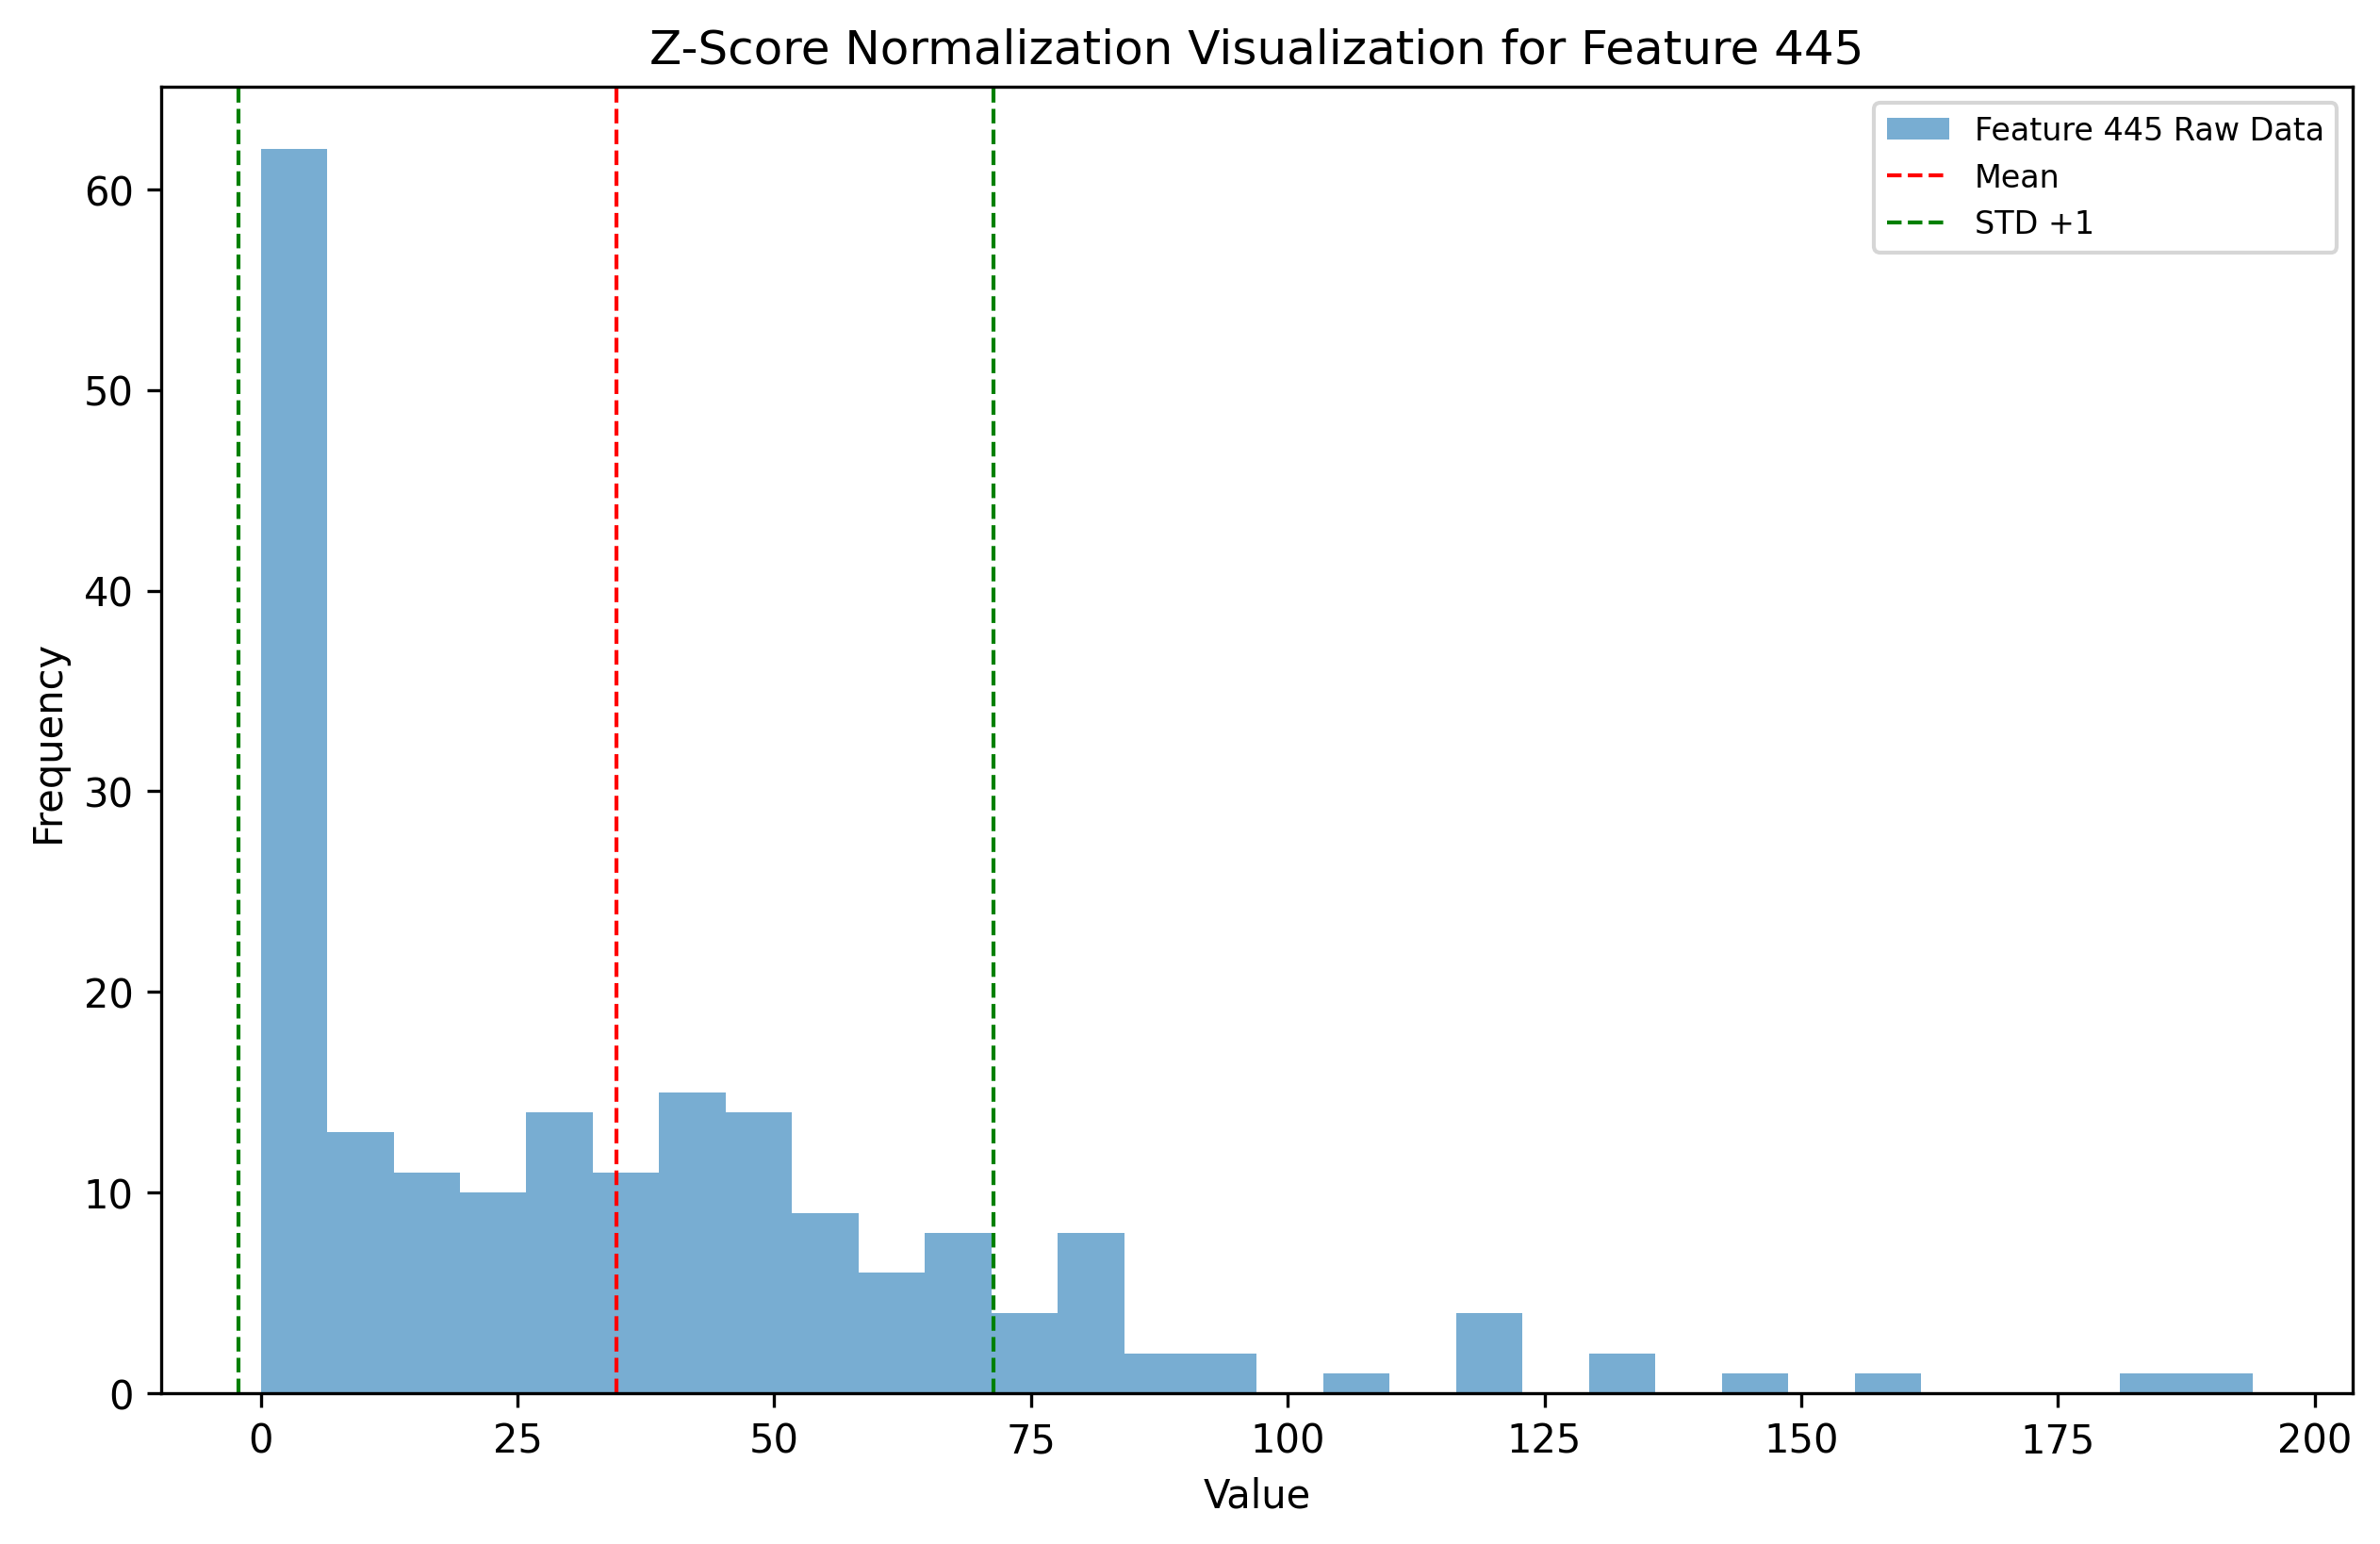 Z-Score Normalization Visualization for Feature 445
Feature 445 Raw Data
Mean
STD +1
Frequency
60
50
40
30
20
10
0
0 25 50 75 100 125 150 175 200
Value